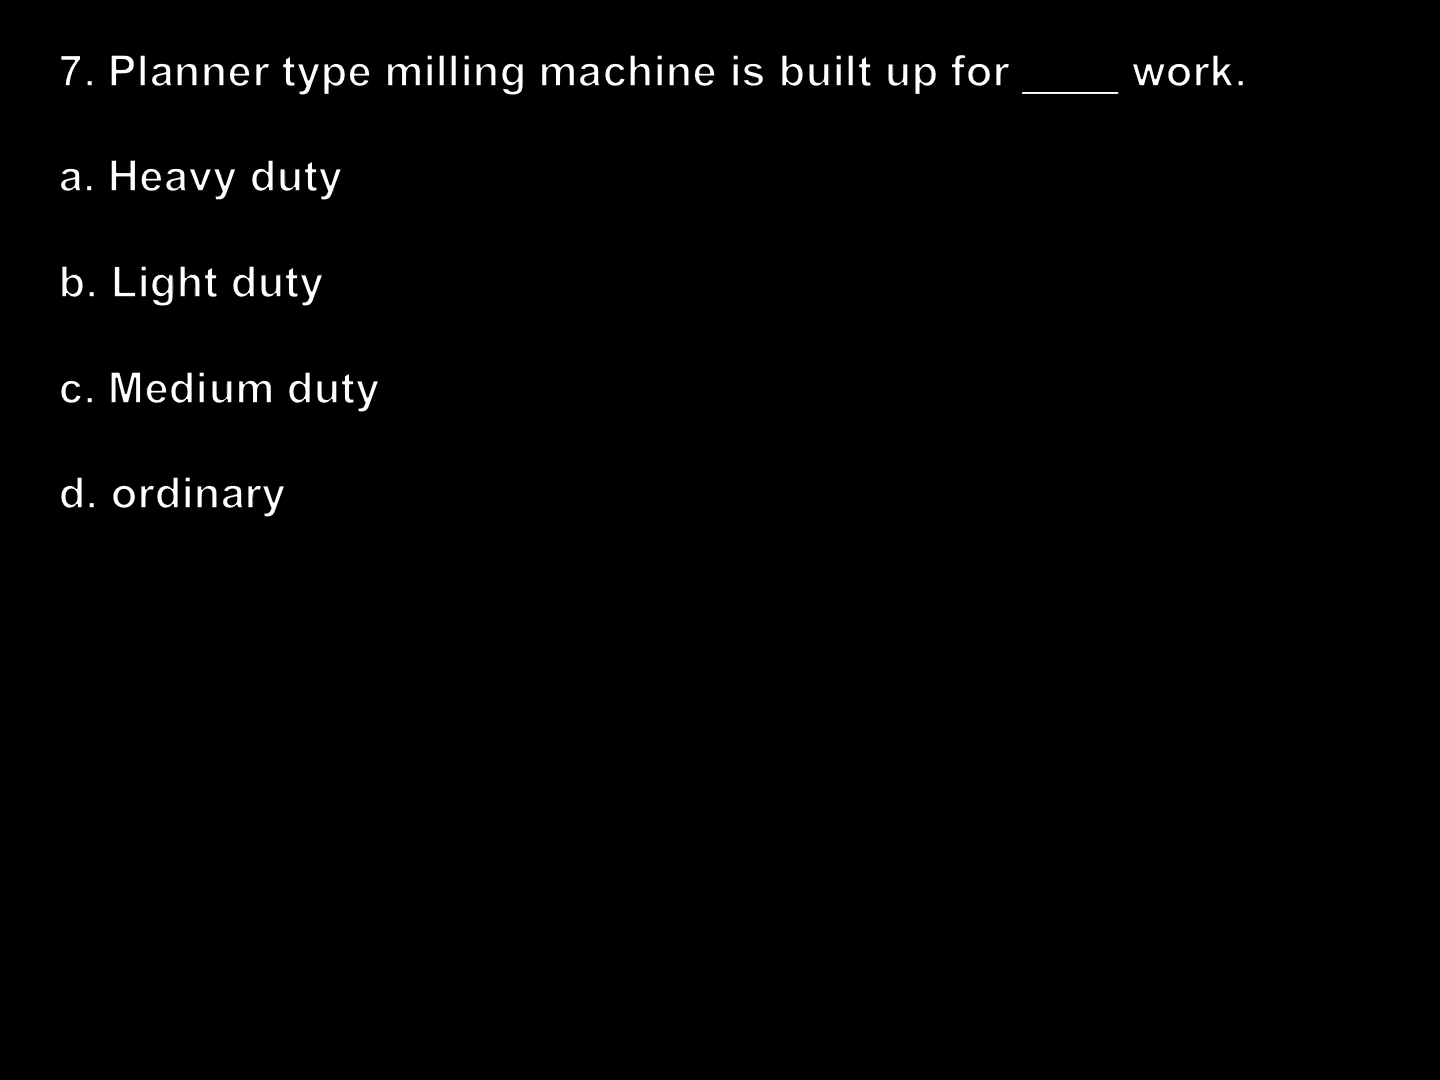 7. Planner type milling machine is built up for _____ work.
a. Heavy duty
b. Light duty
c. Medium duty
d. ordinary